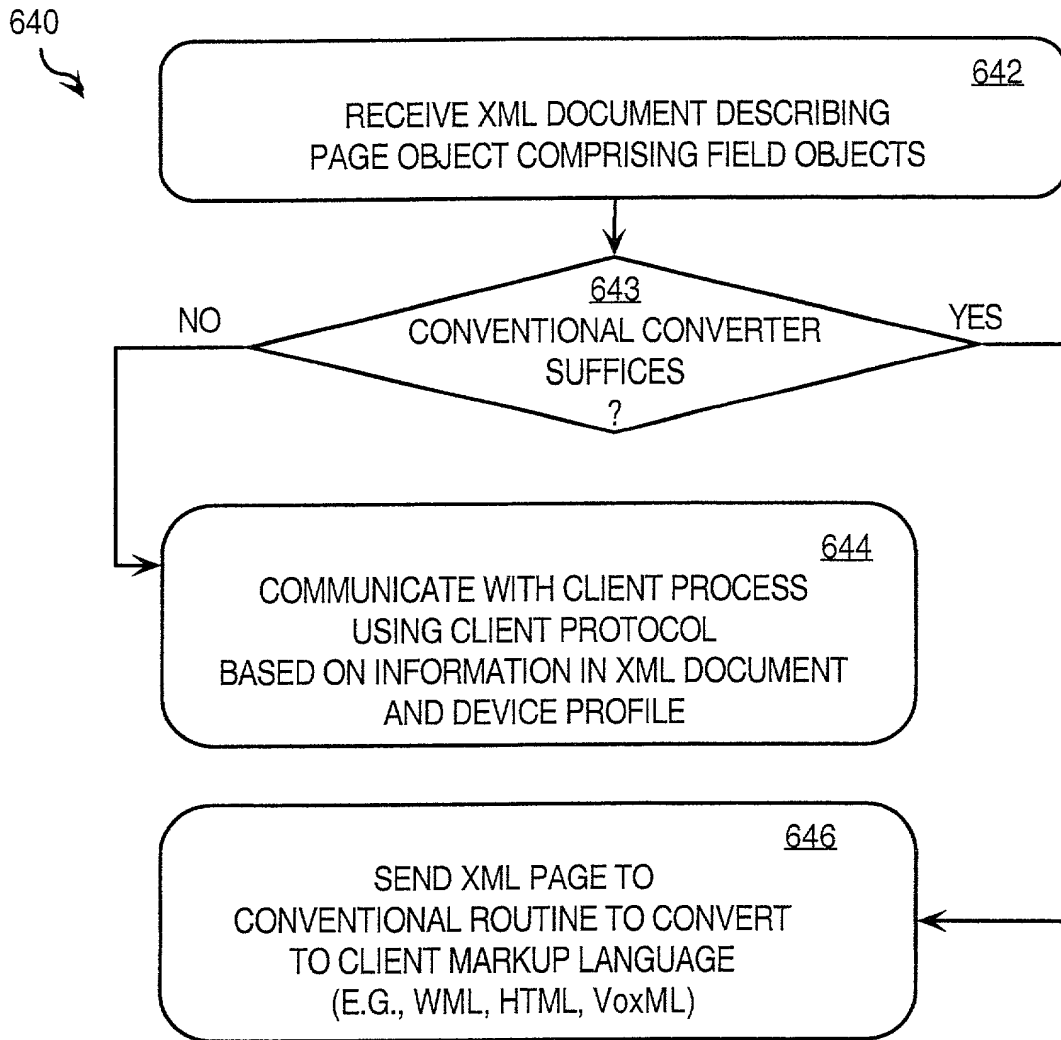 640
642
RECEIVE XML DOCUMENT DESCRIBING
PAGE OBJECT COMPRISING FIELD OBJECTS
643
NO
YES
CONVENTIONAL CONVERTER
SUFFICES
?
644
COMMUNICATE WITH CLIENT PROCESS
USING CLIENT PROTOCOL
BASED ON INFORMATION IN XML DOCUMENT
AND DEVICE PROFILE
646
SEND XML PAGE TO
CONVENTIONAL ROUTINE TO CONVERT
TO CLIENT MARKUP LANGUAGE
(E.G., WML, HTML, VoxML)